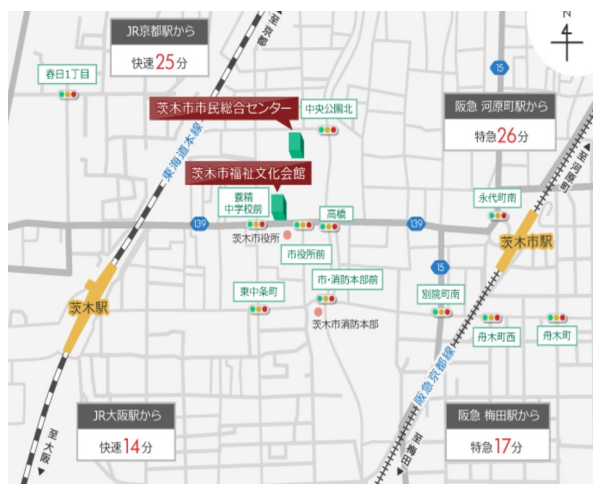 至京都
N
JR京都駅から
快速25分
春日1丁目
15
茨木市市民総合センター
中央公園北
阪急 河原町駅から
特急26分
東海道本線
至河原町
茨木市福祉文化会館
養精
中学校前
永代町南
139
高橋
139
茨木市役所
茨木市駅
市役所前
15
東中条町
市・消防本部前
別院町南
茨木駅
茨木市消防本部
舟木町西
舟木町
阪急京都線
JR大阪駅から
快速14分
阪急 梅田駅から
特急17分
至大阪
至梅田